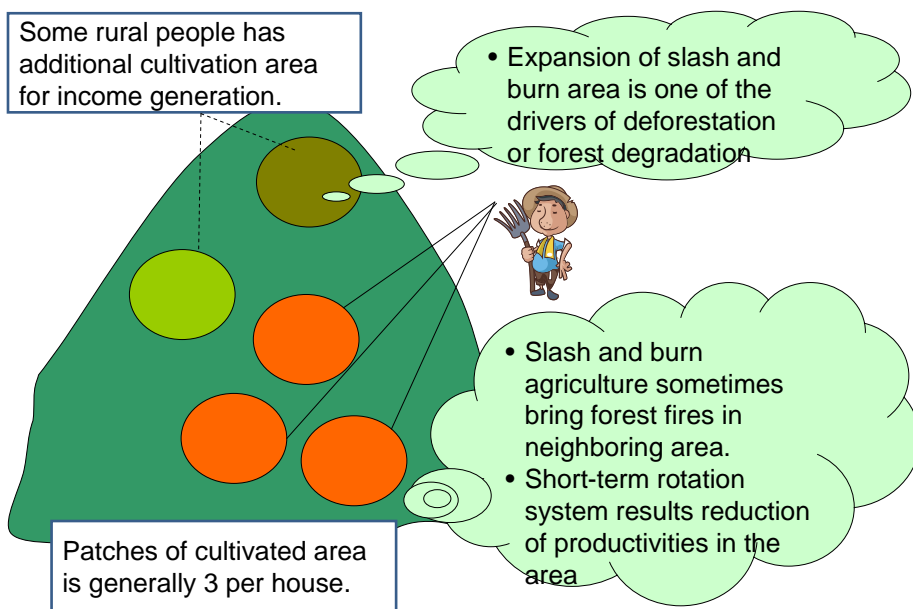 Some rural people has
additional cultivation area
for income generation.
• Expansion of slash and
burn area is one of the
drivers of deforestation
or forest degradation
• Slash and burn
agriculture sometimes
bring forest fires in
neighboring area.
• Short-term rotation
system results reduction
of productivities in the
area
Patches of cultivated area
is generally 3 per house.